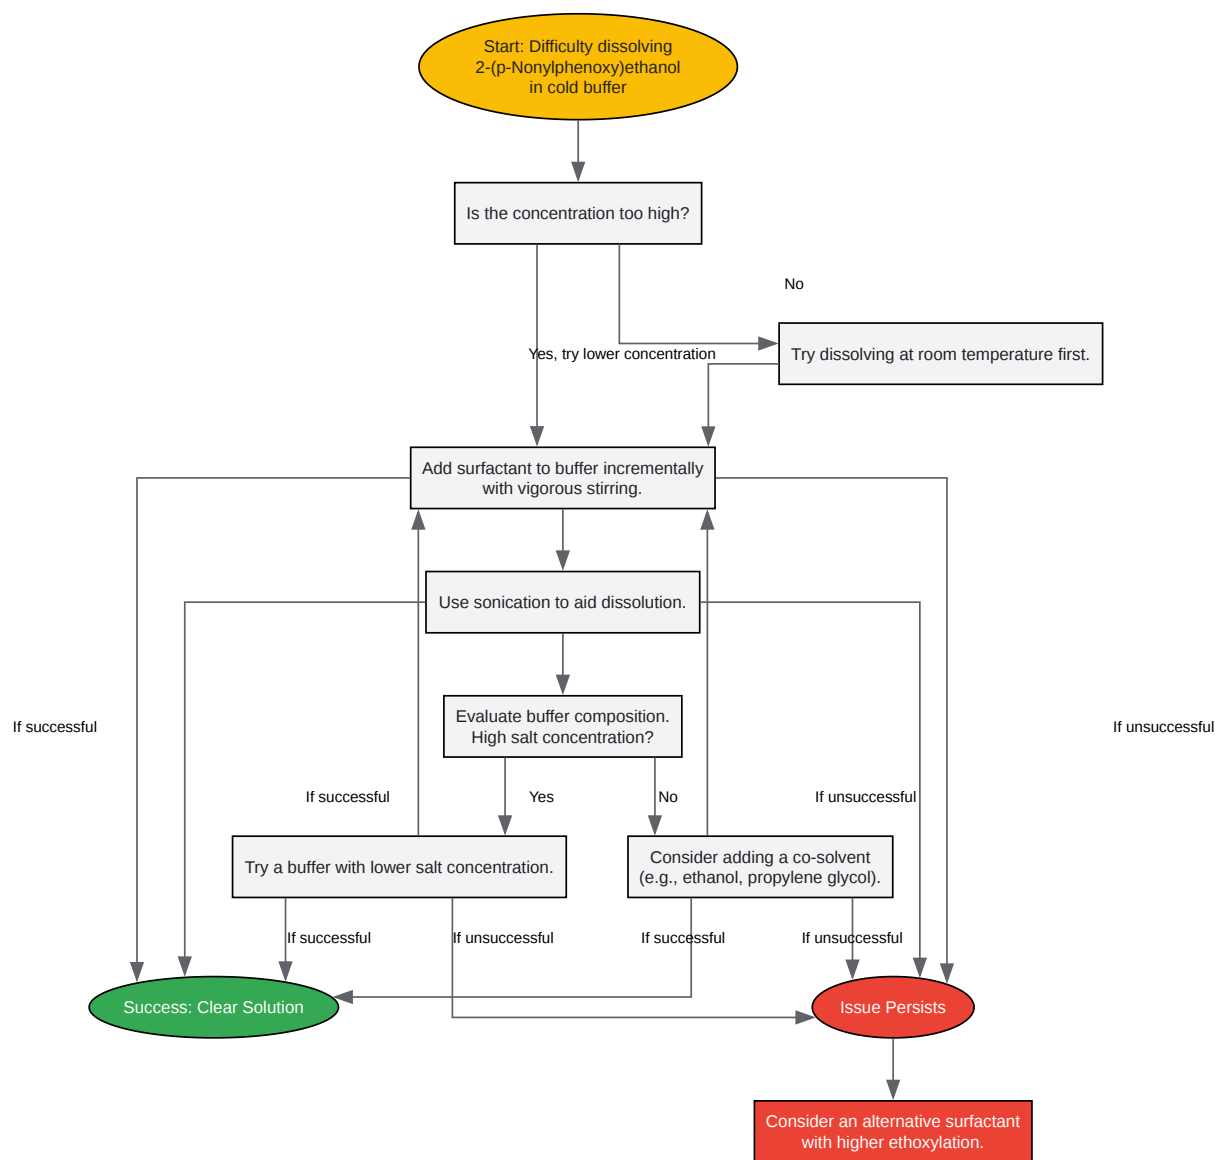 Start: Difficulty dissolving
2-(p-Nonylphenoxy)ethanol
in cold buffer
Is the concentration too high?
No
Yes, try lower concentration
Try dissolving at room temperature first.
Add surfactant to buffer incrementally
with vigorous stirring.
Use sonication to aid dissolution.
Evaluate buffer composition.
High salt concentration?
If successful
If unsuccessful
If successful
Yes
No
If unsuccessful
Try a buffer with lower salt concentration.
Consider adding a co-solvent
(e.g., ethanol, propylene glycol).
If successful
If unsuccessful
If successful
If unsuccessful
Success: Clear Solution
Issue Persists
Consider an alternative surfactant
with higher ethoxylation.